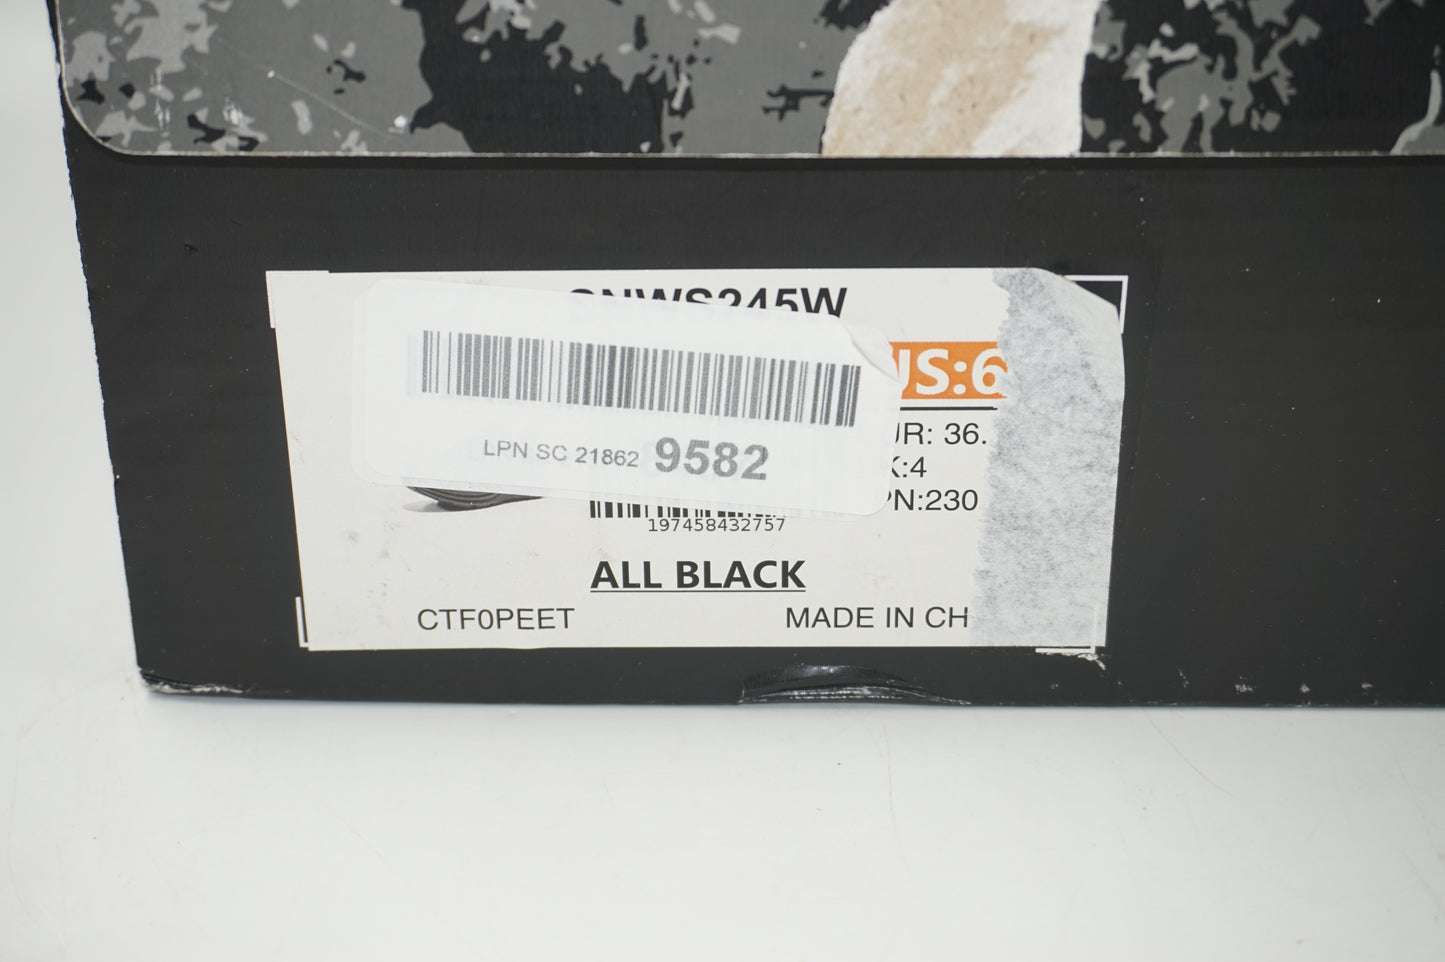 SNWS245W
US:6
LPN SC 21862 9582
UR: 36.
K:4
PN:230
197458432757
ALL BLACK
CTF0PEET
MADE IN CH